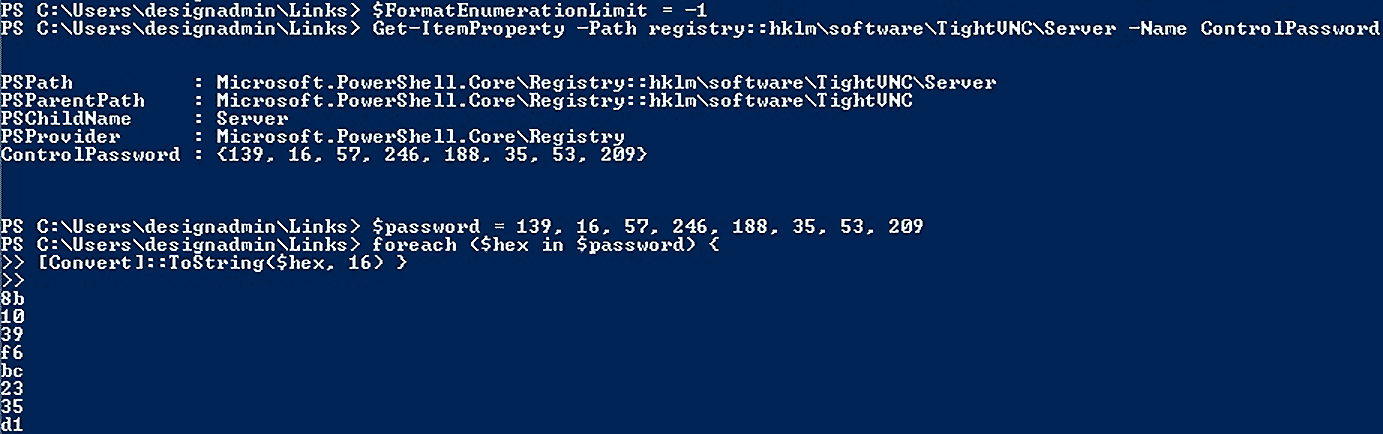 PS C:\Users\designadmin\Links> $FormatEnumerationLimit = -1
PS C:\Users\designadmin\Links> Get-ItemProperty -Path registry::hklm\software\TightVNC\Server -Name ControlPassword
PSPath : Microsoft.PowerShell.Core\Registry::hklm\software\TightVNC\Server
PSParentPath : Microsoft.PowerShell.Core\Registry::hklm\software\TightVNC
PSChildName : Server
PSProvider : Microsoft.PowerShell.Core\Registry
ControlPassword : {139, 16, 57, 246, 188, 35, 53, 209}
PS C:\Users\designadmin\Links> $password = 139, 16, 57, 246, 188, 35, 53, 209
PS C:\Users\designadmin\Links> foreach ($hex in $password) {
>> [Convert]::ToString($hex, 16) }
>>
8b
10
39
f6
bc
23
35
d1